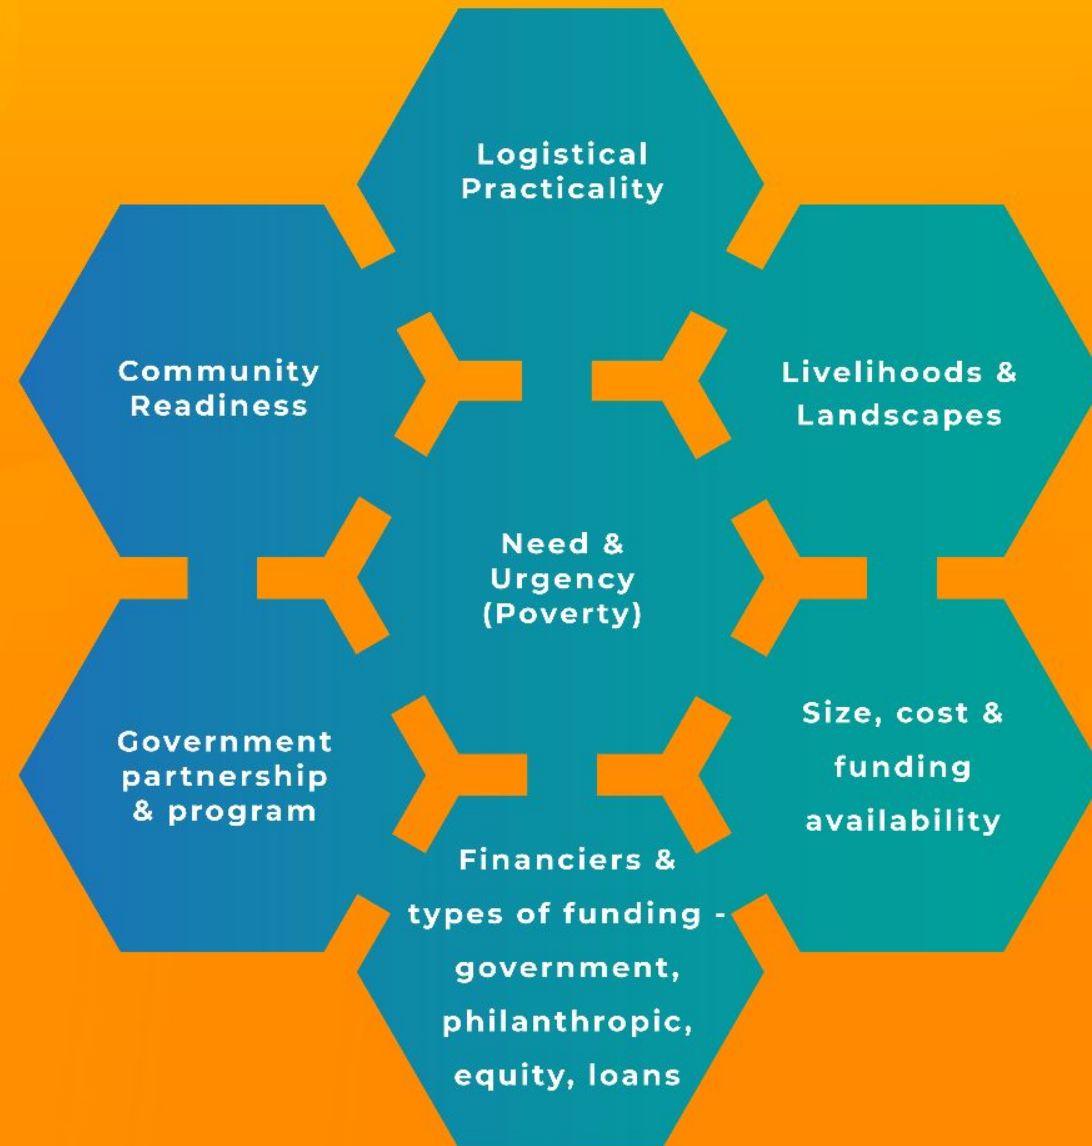 Logistical
Practicality
Community
Readiness
Livelihoods &
Landscapes
Need &
Urgency
(Poverty)
Government
partnership
& program
Size, cost &
funding
availability
Financiers &
types of funding -
government,
philanthropic,
equity, loans